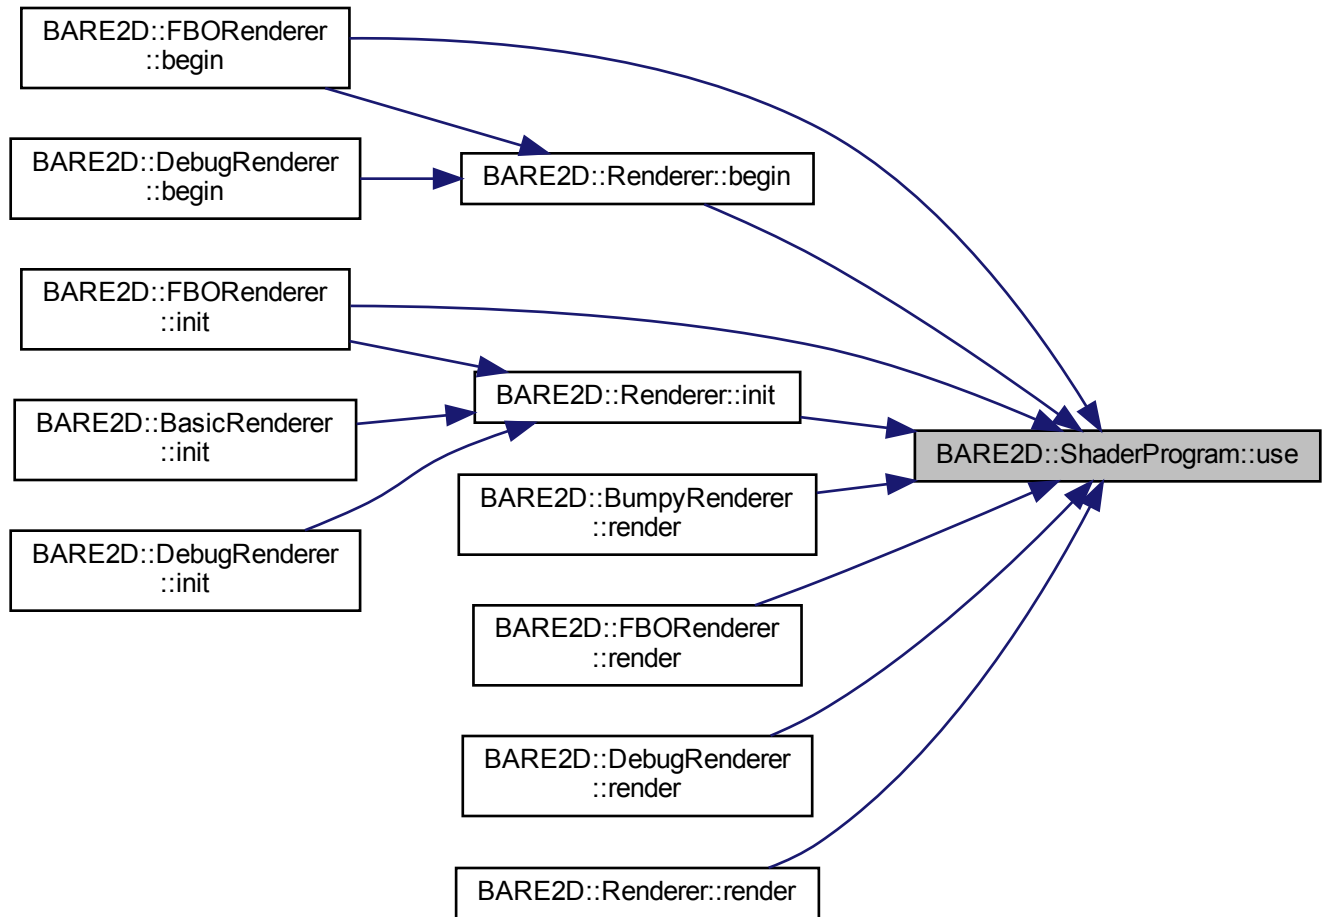 BARE2D::FBORenderer
::begin
BARE2D::DebugRenderer
::begin
BARE2D::Renderer::begin
BARE2D::FBORenderer
::init
BARE2D::Renderer::init
BARE2D::BasicRenderer
::init
BARE2D::ShaderProgram::use
BARE2D::BumpyRenderer
::render
BARE2D::DebugRenderer
::init
BARE2D::FBORenderer
::render
BARE2D::DebugRenderer
::render
BARE2D::Renderer::render